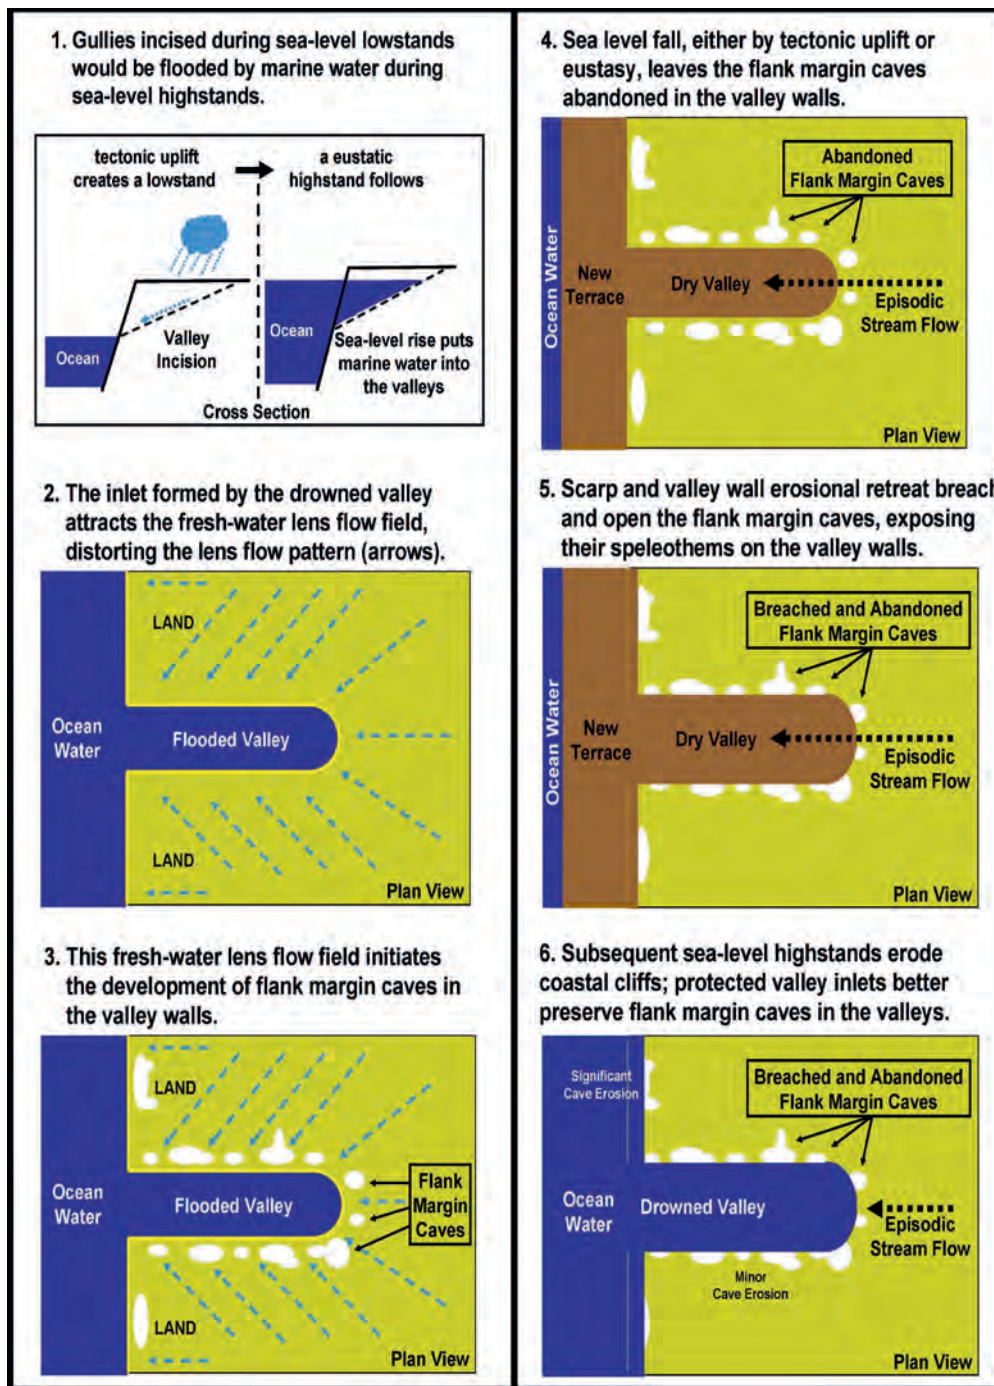 1. Gullies incised during sea-level lowstands
would be flooded by marine water during
sea-level highstands.
tectonic uplift
creates a lowstand
a eustatic
highstand follows
Ocean
Valley
Incision
Ocean
Sea-level rise puts
marine water into
the valleys
Cross Section
2. The inlet formed by the drowned valley
attracts the fresh-water lens flow field,
distorting the lens flow pattern (arrows).
LAND
Ocean
Water
Flooded Valley
LAND
Plan View
3. This fresh-water lens flow field initiates
the development of flank margin caves in
the valley walls.
LAND
Ocean
Water
Flooded Valley
Flank
Margin
Caves
LAND
Plan View
4. Sea level fall, either by tectonic uplift or
eustasy, leaves the flank margin caves
abandoned in the valley walls.
Abandoned
Flank Margin Caves
Ocean Water
New
Terrace
Dry Valley
Episodic
Stream Flow
Plan View
5. Scarp and valley wall erosional retreat breach
and open the flank margin caves, exposing
their speleothems on the valley walls.
Breached and Abandoned
Flank Margin Caves
Ocean Water
New
Terrace
Dry Valley
Episodic
Stream Flow
Plan View
6. Subsequent sea-level highstands erode
coastal cliffs; protected valley inlets better
preserve flank margin caves in the valleys.
Significant
Cave Erosion
Breached and Abandoned
Flank Margin Caves
Ocean
Water
Drowned Valley
Episodic
Stream Flow
Minor
Cave Erosion
Plan View